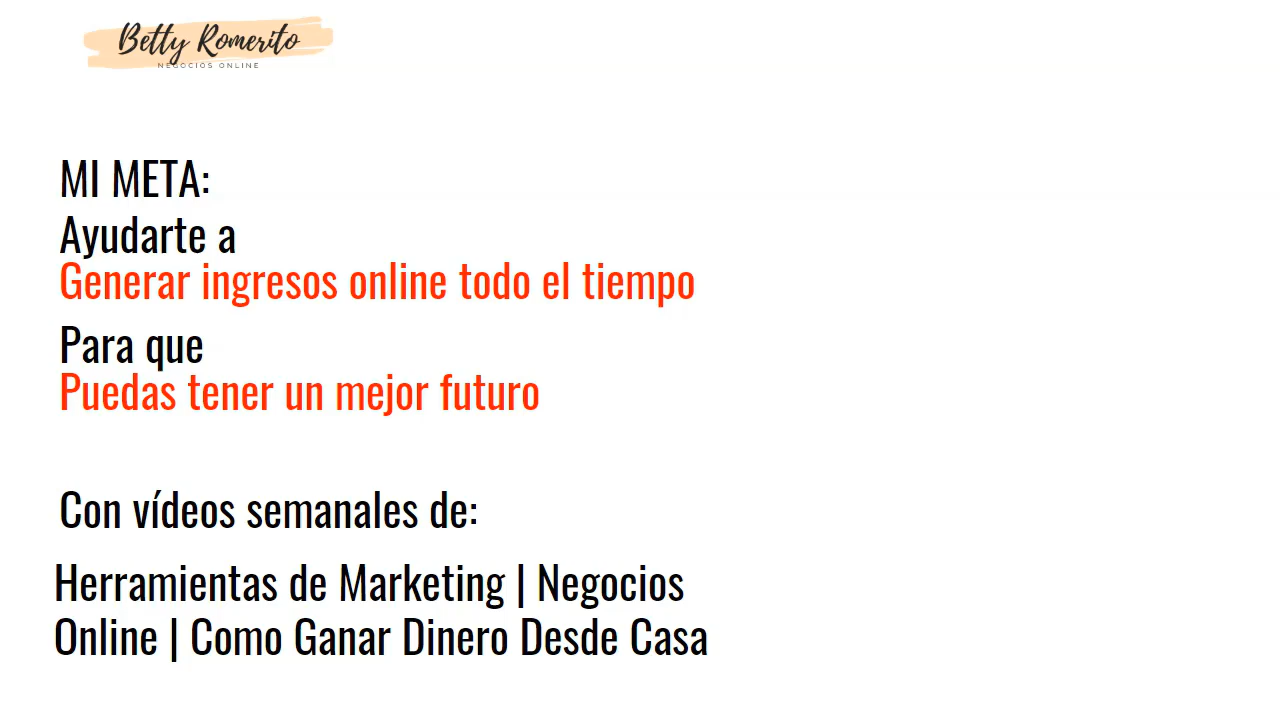 Betty Romerito
NEGOCIOS ONLINE
MI META:
Ayudarte a
Generar ingresos online todo el tiempo
Para que
Puedas tener un mejor futuro
Con vídeos semanales de:
Herramientas de Marketing | Negocios
Online | Como Ganar Dinero Desde Casa